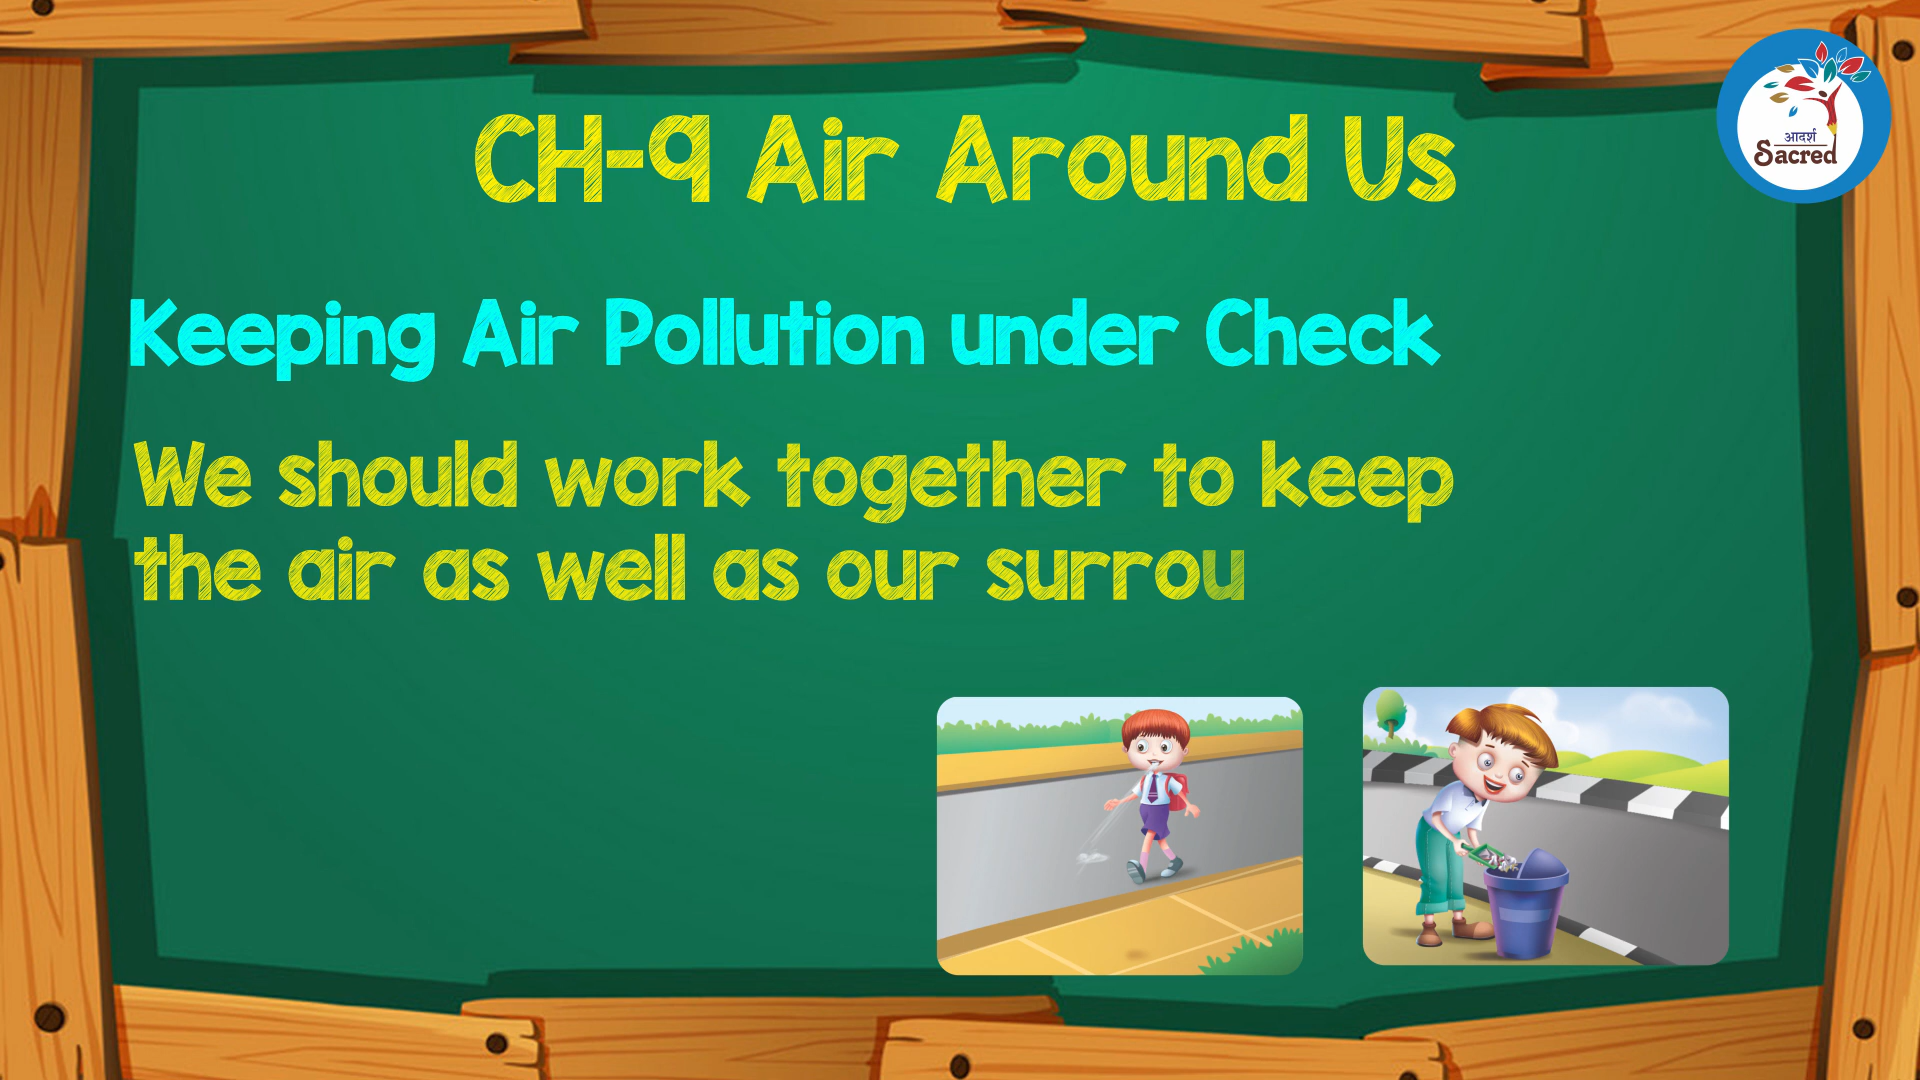 CH-9 Air Around Us
आदर्श
Sacred
Keeping Air Pollution under Check
We should work together to keep
the air as well as our surrou